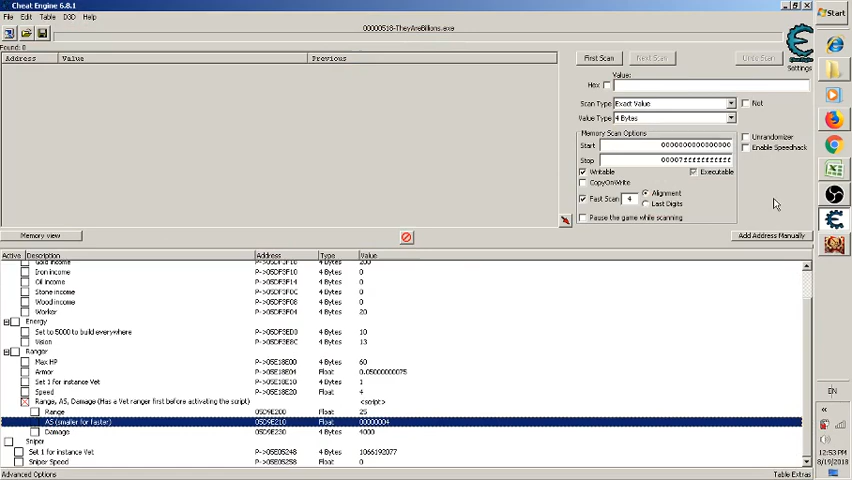 Cheat Engine 6.8.1
File Edit Table D3D Help
00000518-TheyAreBillions.exe
Found: 0
Address Value Previous
First Scan Next Scan Undo Scan
Settings
Value:
Hex
Scan Type Exact Value Not
Value Type 4 Bytes
Memory Scan Options
Unrandomizer
Enable Speedhack
Start 0000000000000000
Stop 00007fffffffffff
Writable Executable
CopyOnWrite
Fast Scan 4 Alignment
Last Digits
Pause the game while scanning
Memory view Add Address Manually
Active Description Address Type Value
Gold income P->05DF3F10 4 Bytes 200
Iron income P->05DF3F10 4 Bytes 0
Oil income P->05DF3F14 4 Bytes 0
Stone income P->05DF3F0C 4 Bytes 0
Wood income P->05DF3F08 4 Bytes 0
Worker P->05DF3F04 4 Bytes 20
Energy
Set to 5000 to build everywhere P->05DF3ED0 4 Bytes 10
Vision P->05DF3E8C 4 Bytes 13
Ranger
Max HP P->05E18E00 4 Bytes 60
Armor P->05E18E04 Float 0.0500000075
Set 1 for instance Vet P->05E18E10 4 Bytes 1
Speed P->05E18E20 Float 4
Range, AS, Damage (Has a Vet ranger first before activating the script) <script>
Range 05D9E200 Float 25
AS (smaller for faster) 05D9E210 Float 00000004
Damage 05D9E230 Float 4000
Sniper
Set 1 for instance Vet P->05E05248 4 Bytes 1066192077
Sniper Speed P->05E05258 Float 0
Advanced Options Table Extras
Start
EN
12:53 PM
8/19/2018